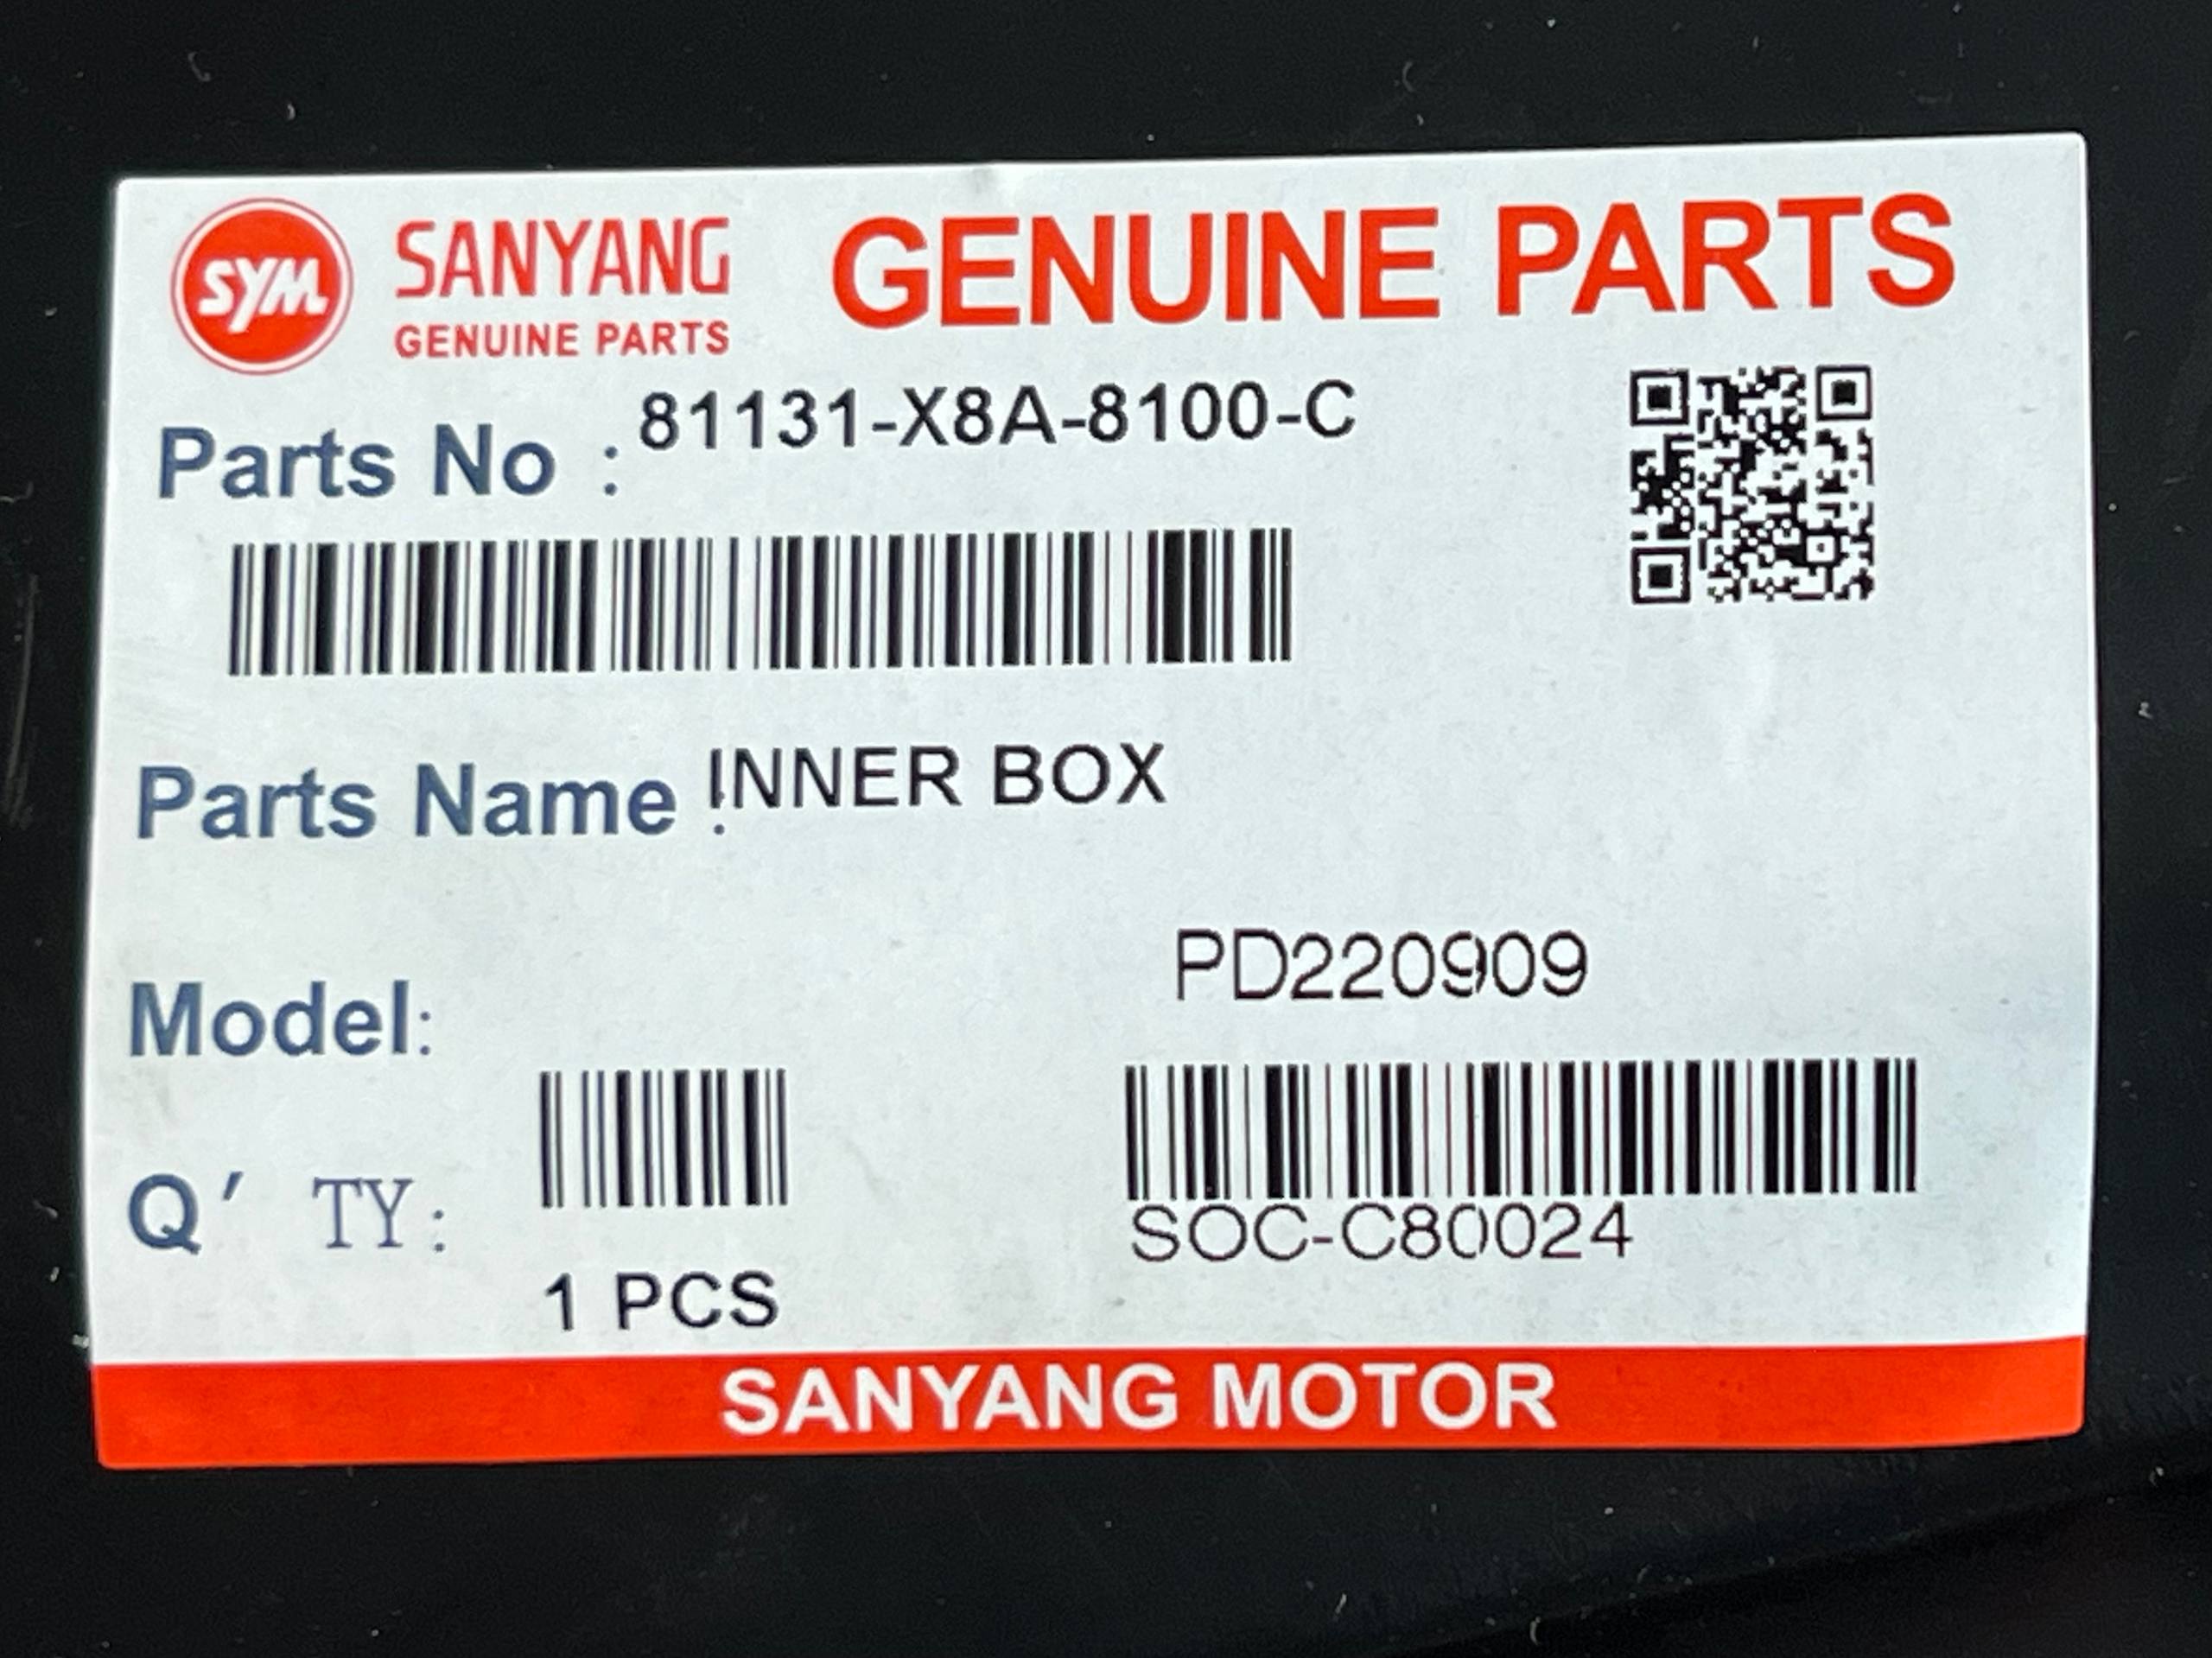 SYM SANYANG GENUINE PARTS
GENUINE PARTS
Parts No : 81131-X8A-8100-C
Parts Name : INNER BOX
PD220909
Model:
Q' TY:
SOC-C80024
1 PCS
SANYANG MOTOR